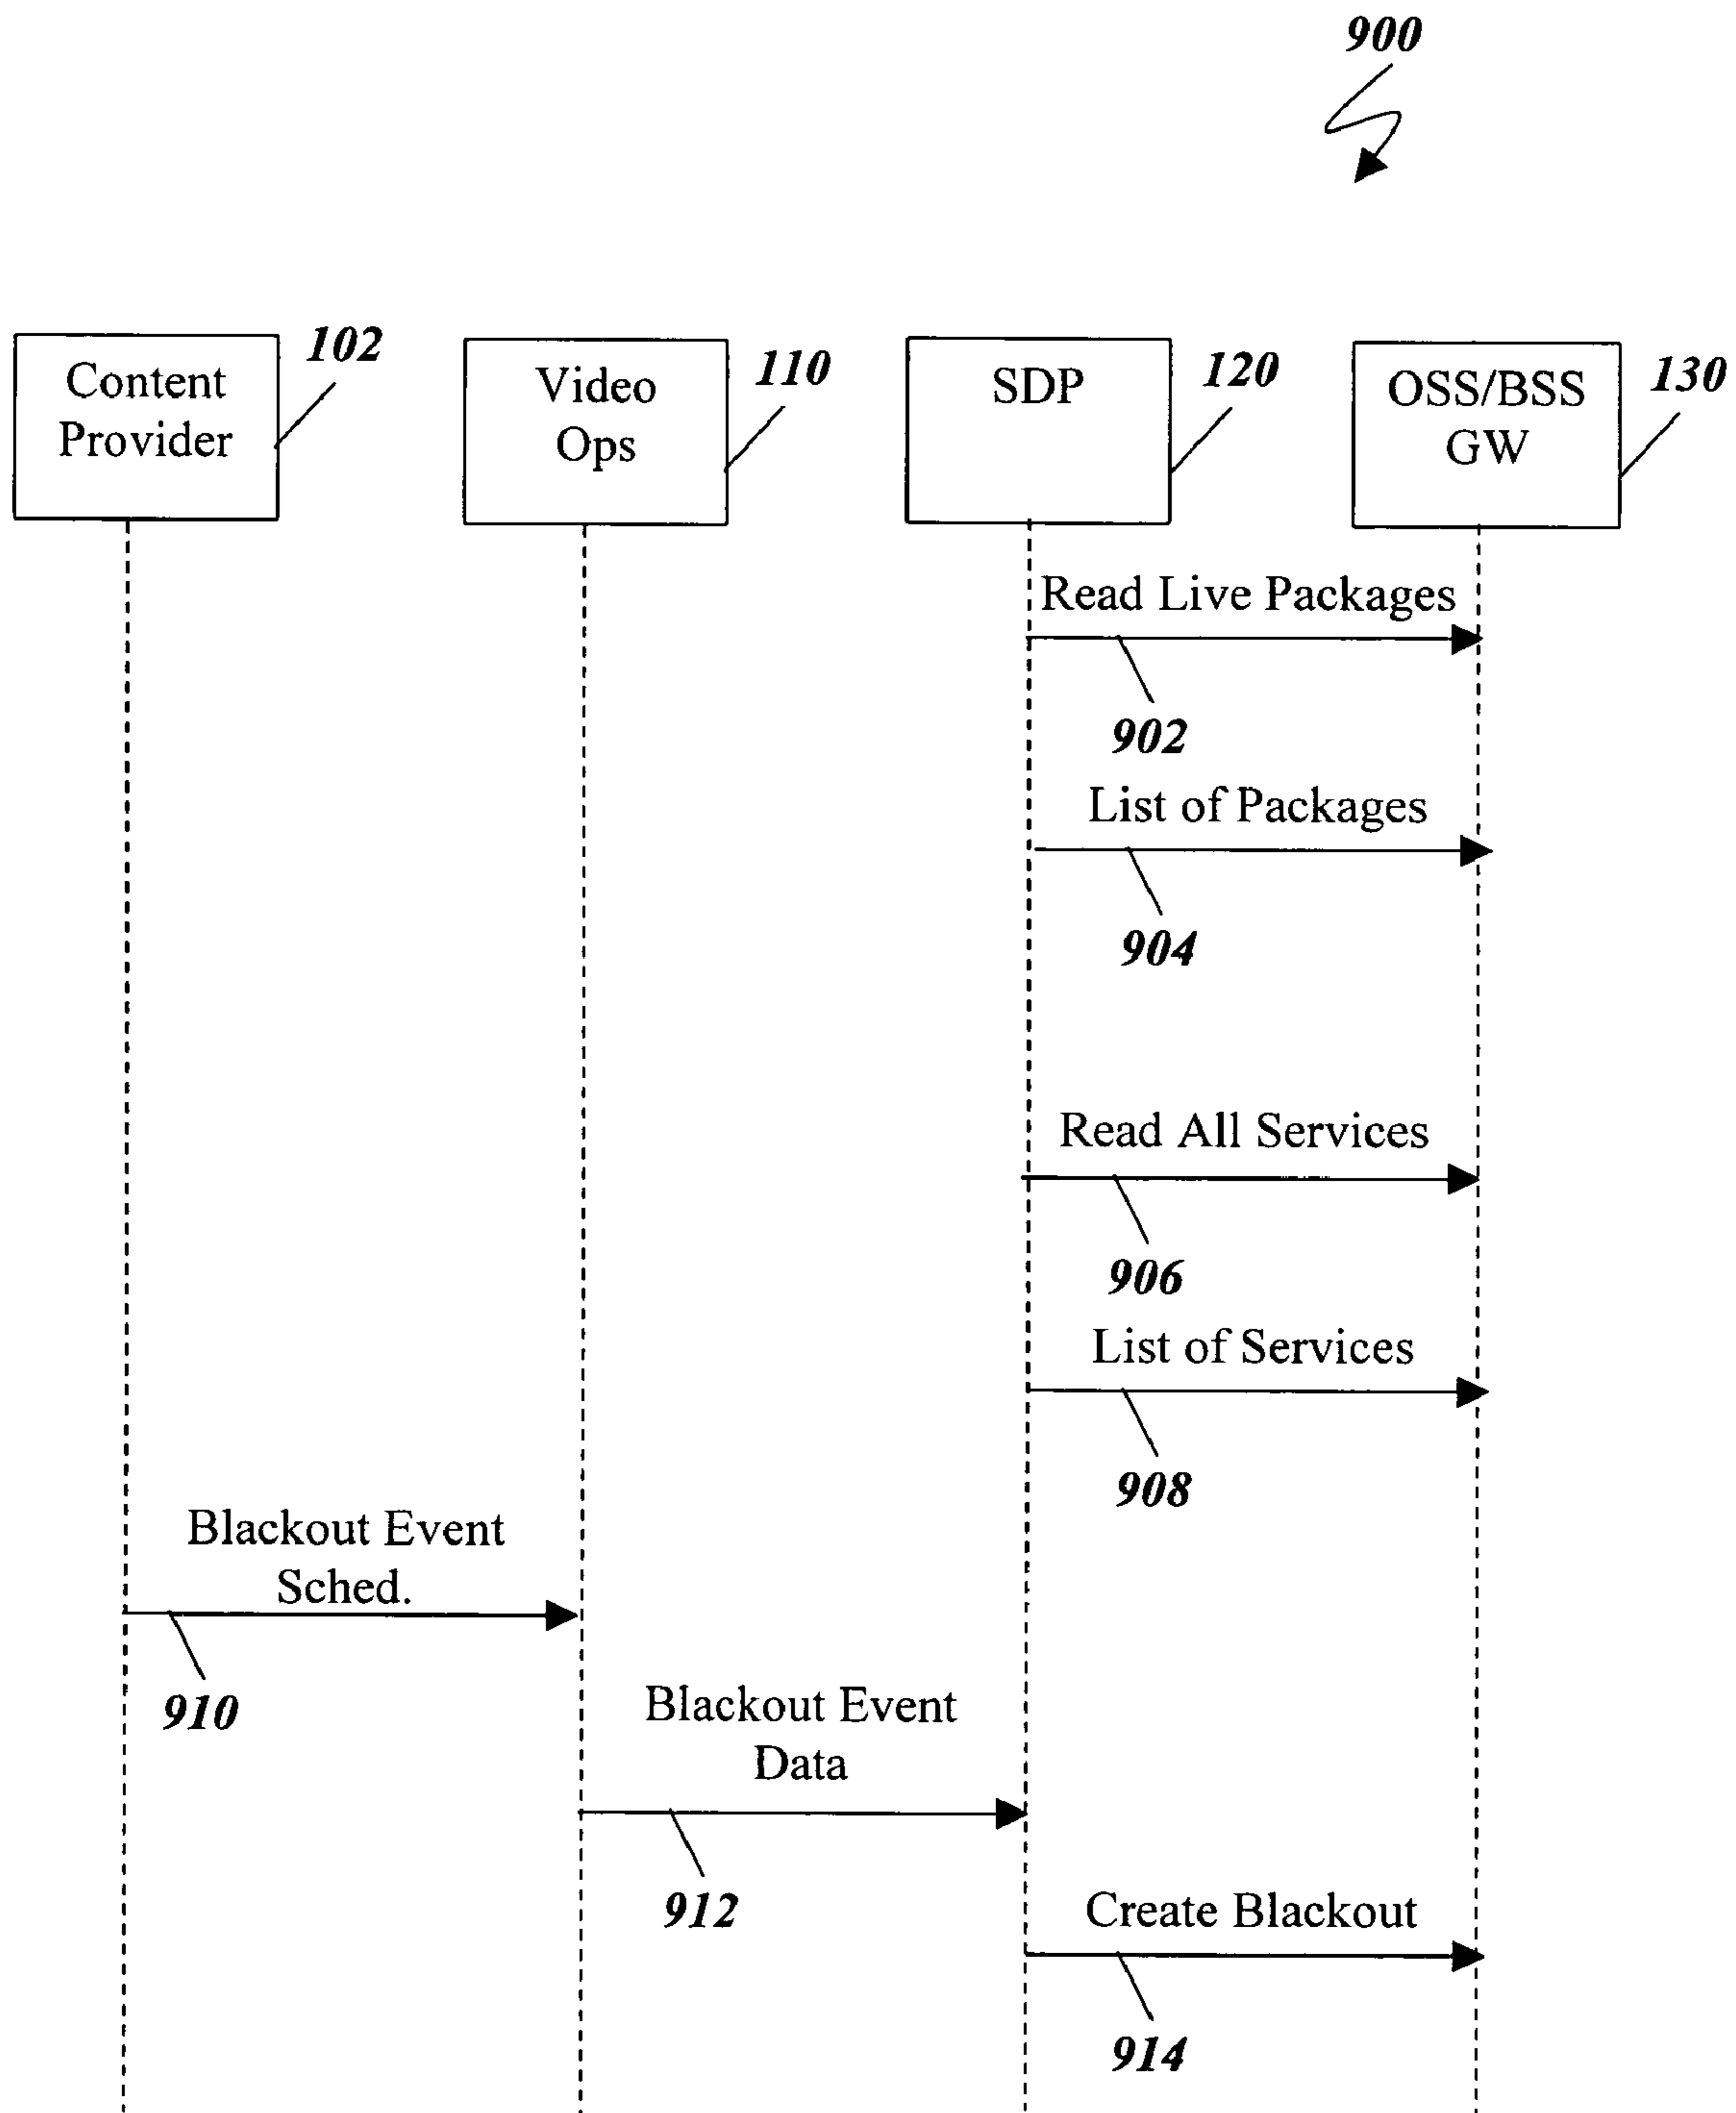 900
Content
Provider
102
Video
Ops
110
SDP
120
OSS/BSS
GW
130
Read Live Packages
902
List of Packages
904
Read All Services
906
List of Services
908
Blackout Event
Sched.
910
Blackout Event
Data
912
Create Blackout
914